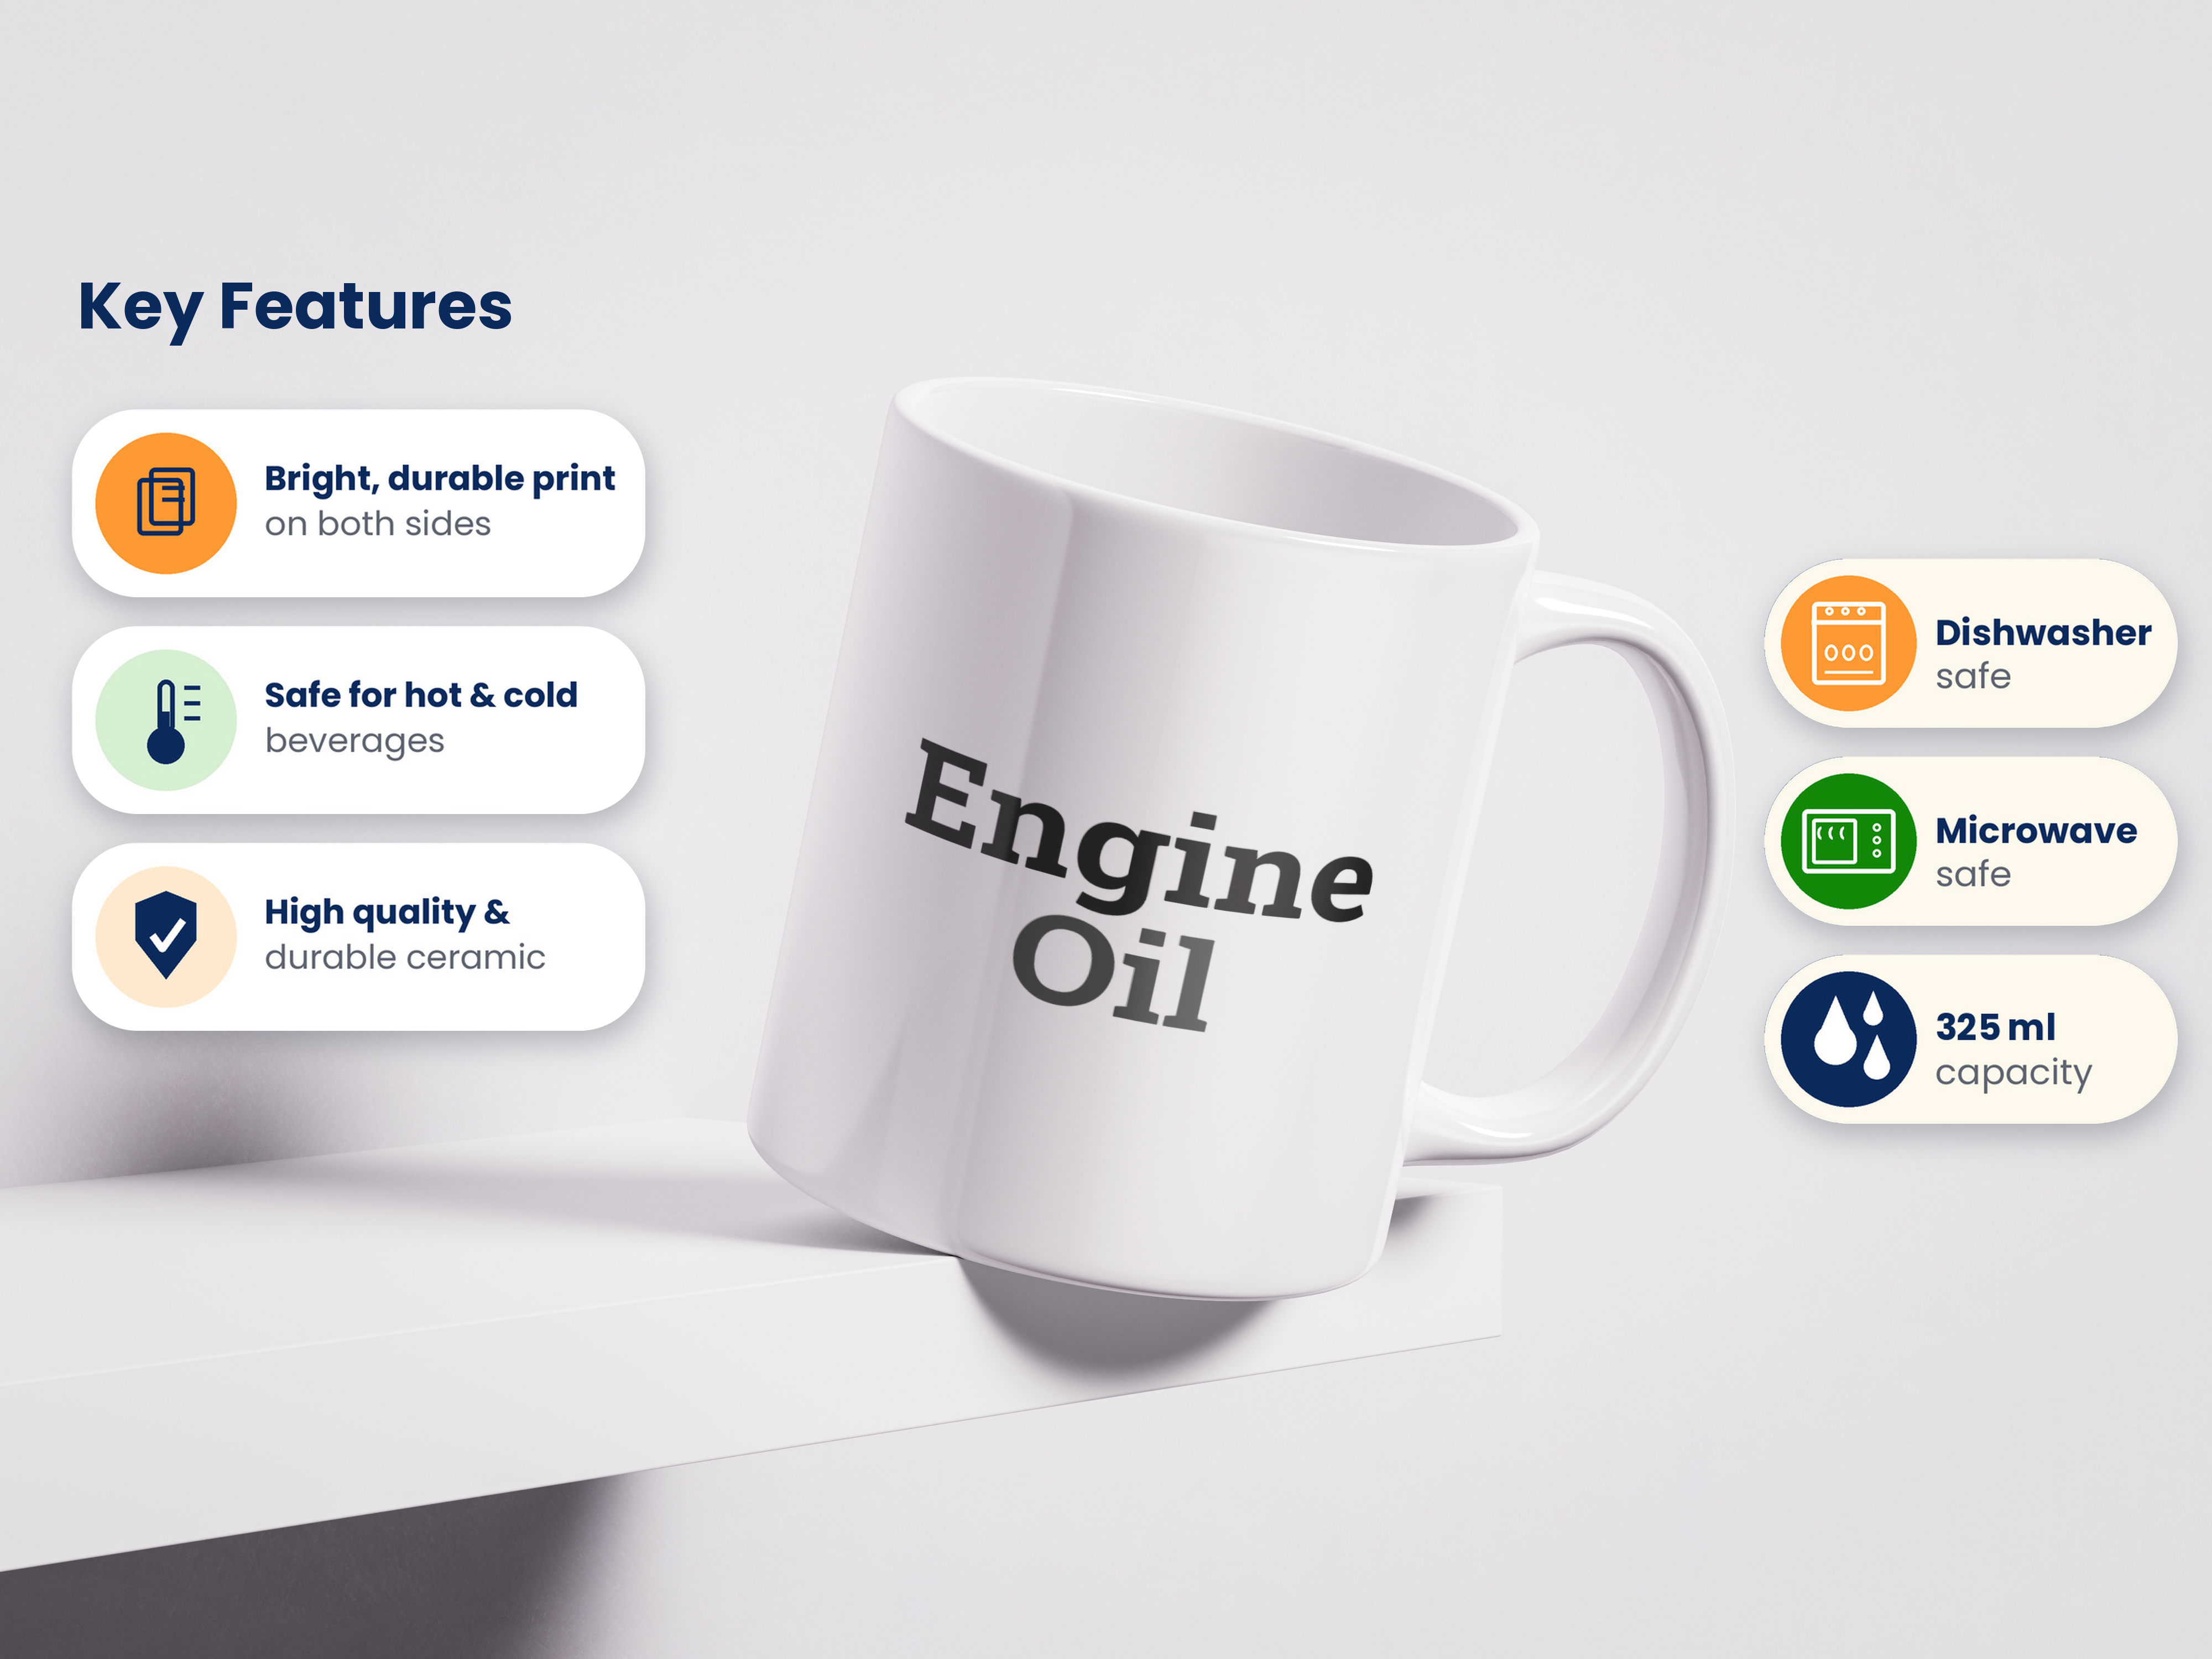 Key Features
Bright, durable print
on both sides
Safe for hot & cold
beverages
High quality &
durable ceramic
Engine
Oil
Dishwasher
safe
Microwave
safe
325 ml
capacity